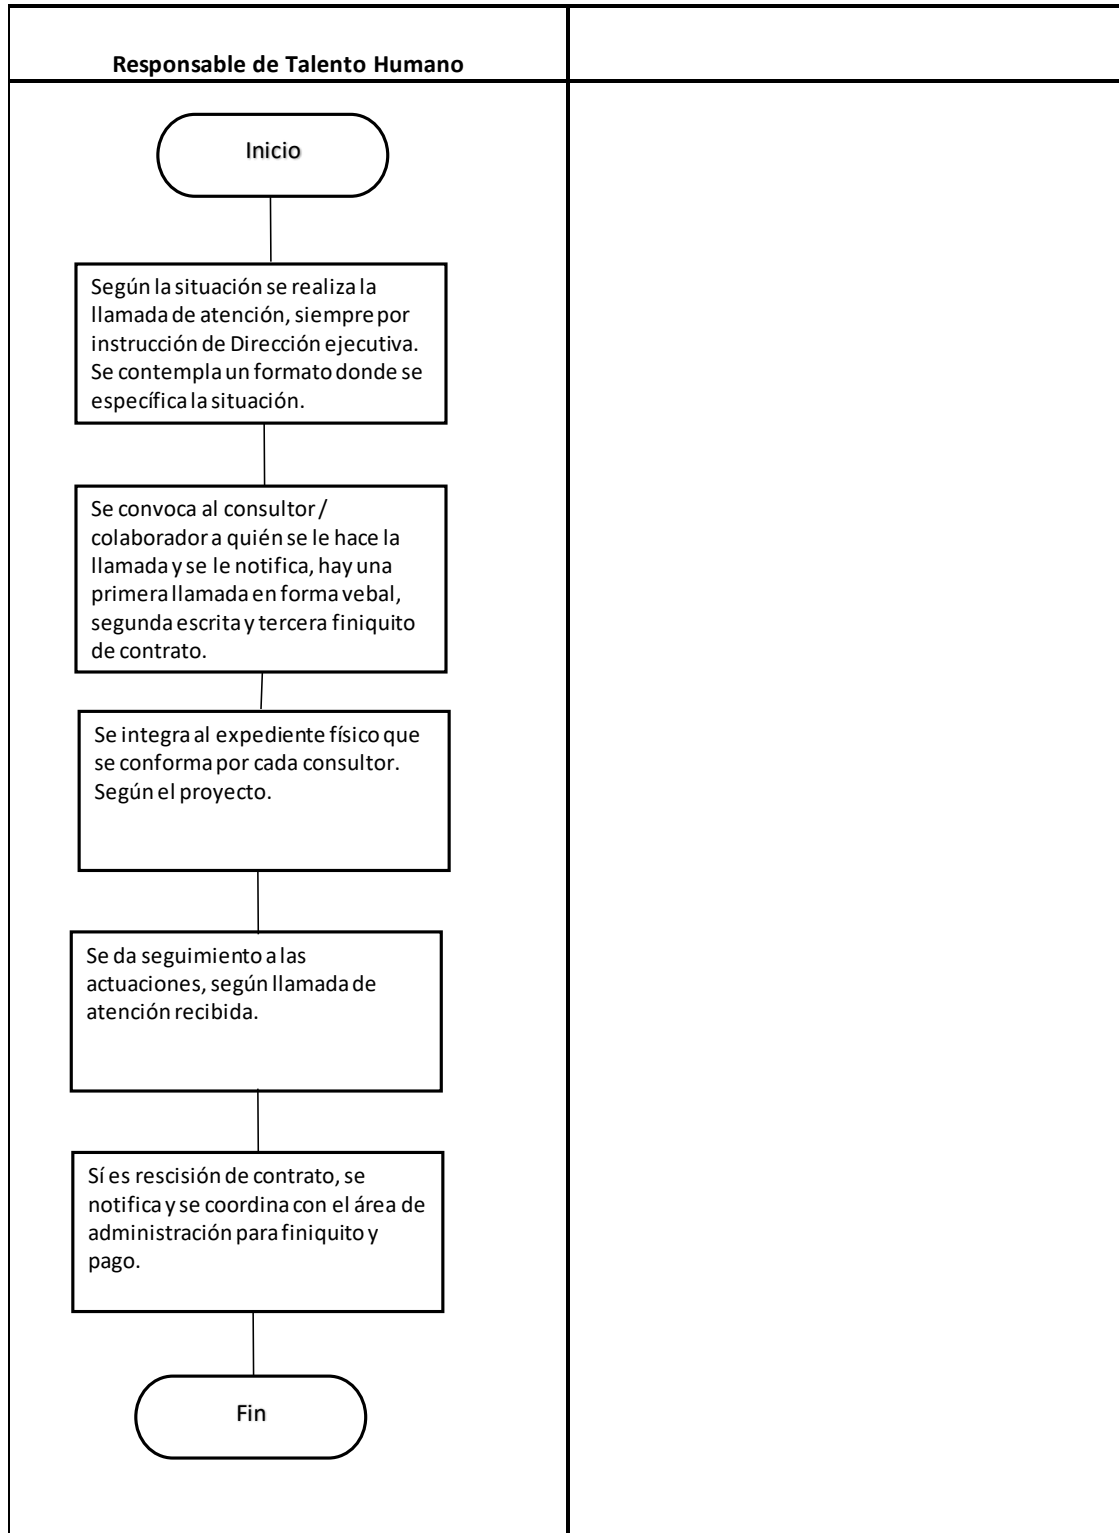 Responsable de Talento Humano
Inicio
Según la situación se realiza la
llamada de atención, siempre por
instrucción de Dirección ejecutiva.
Se contempla un formato donde se
específica la situación.
Se convoca al consultor /
colaborador a quién se le hace la
llamada y se le notifica, hay una
primera llamada en forma vebal,
segunda escrita y tercera finiquito
de contrato.
Se integra al expediente físico que
se conforma por cada consultor.
Según el proyecto.
Se da seguimiento a las
actuaciones, según llamada de
atención recibida.
Sí es rescisión de contrato, se
notifica y se coordina con el área de
administración para finiquito y
pago.
Fin